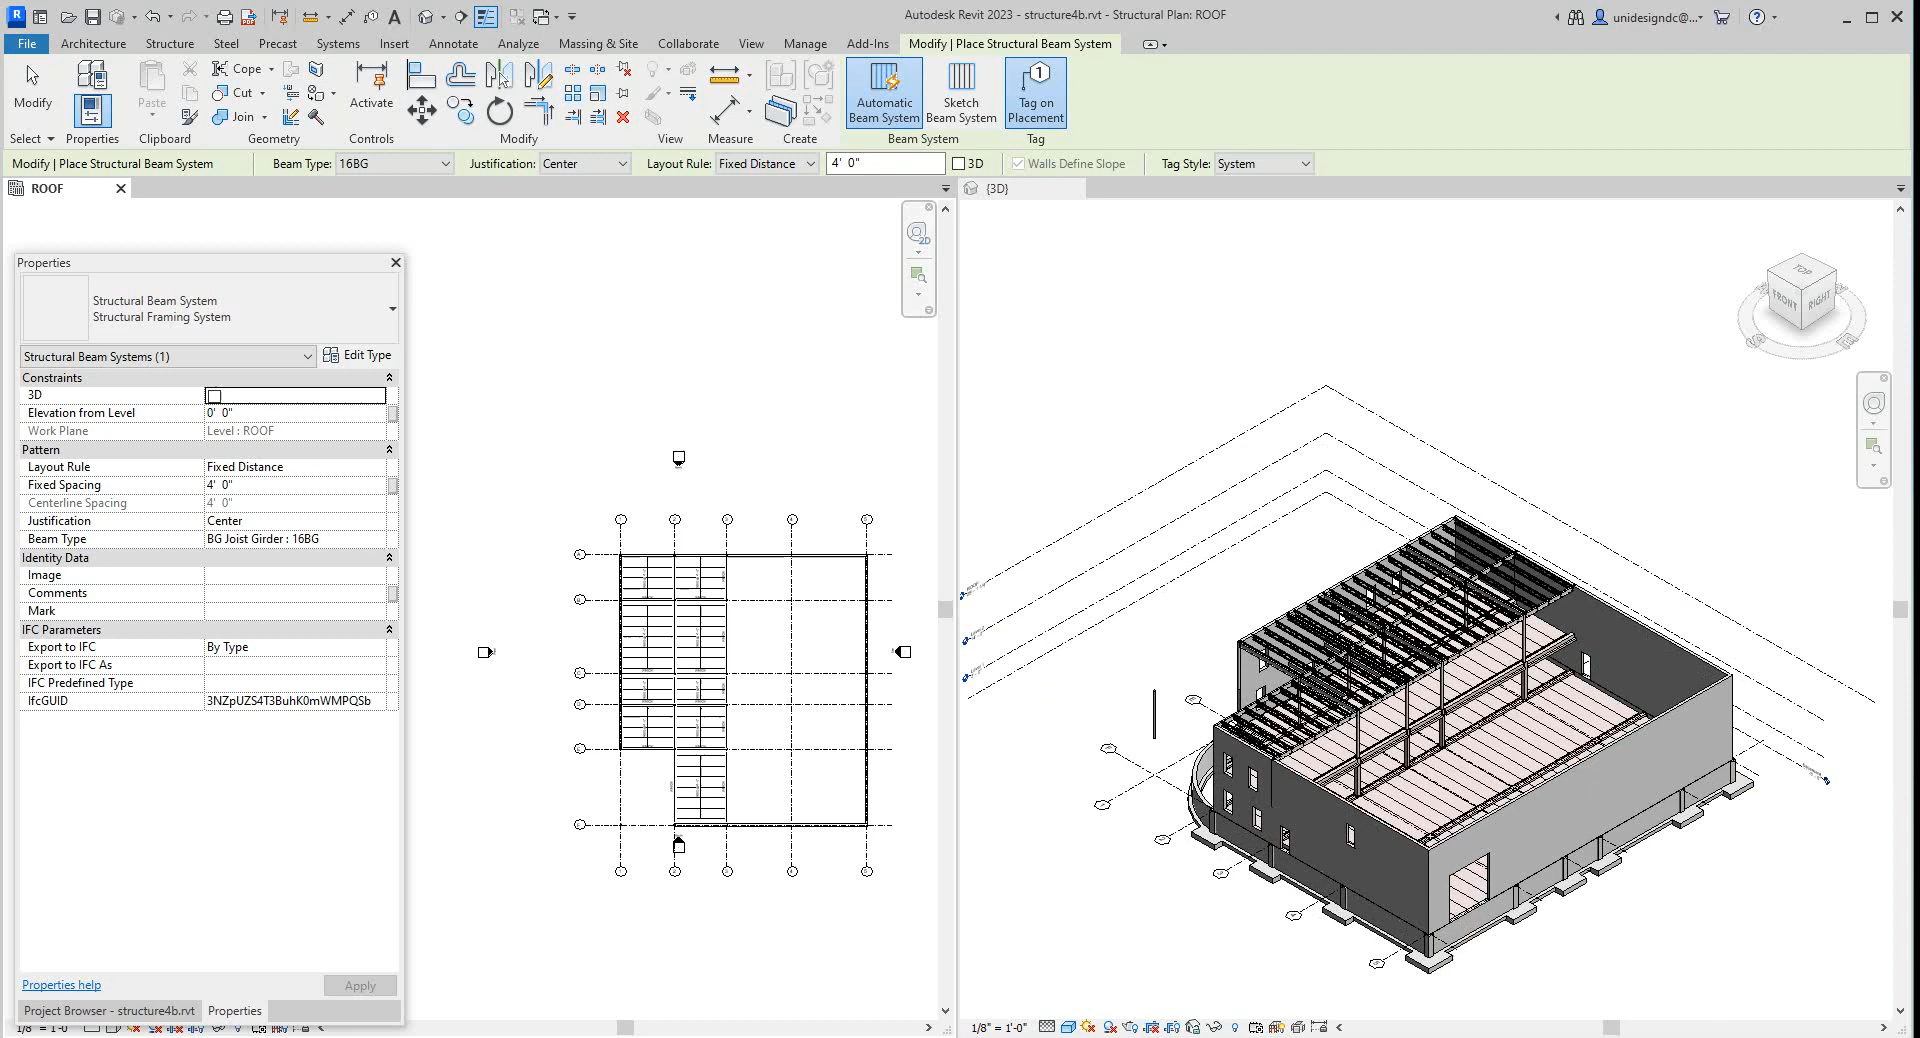 Autodesk Revit 2023 - structure4b.rvt - Structural Plan: ROOF
unidesigndc@...
File Architecture Structure Steel Precast Systems Insert Annotate Analyze Massing & Site Collaborate View Manage Add-Ins Modify | Place Structural Beam System
Modify
Paste
Cope
Cut
Join
Activate
Automatic Beam System
Sketch Beam System
Tag on Placement
Select Properties Clipboard Geometry Controls Modify View Measure Create Beam System Tag
Modify | Place Structural Beam System Beam Type: 16BG Justification: Center Layout Rule: Fixed Distance 4' 0" 3D Walls Define Slope Tag Style: System
ROOF
{3D}
2D
Properties
Structural Beam System
Structural Framing System
Structural Beam Systems (1) Edit Type
Constraints
3D
Elevation from Level 0' 0"
Work Plane Level : ROOF
Pattern
Layout Rule Fixed Distance
Fixed Spacing 4' 0"
Centerline Spacing 4' 0"
Justification Center
Beam Type BG Joist Girder : 16BG
Identity Data
Image
Comments
Mark
IFC Parameters
Export to IFC By Type
Export to IFC As
IFC Predefined Type
IfcGUID 3NZpUZS4T3BuhK0mWMPQSb
Properties help Apply
Project Browser - structure4b.rvt Properties
TOP
FRONT
RIGHT
1/8" = 1'-0"
1/8" = 1'-0"